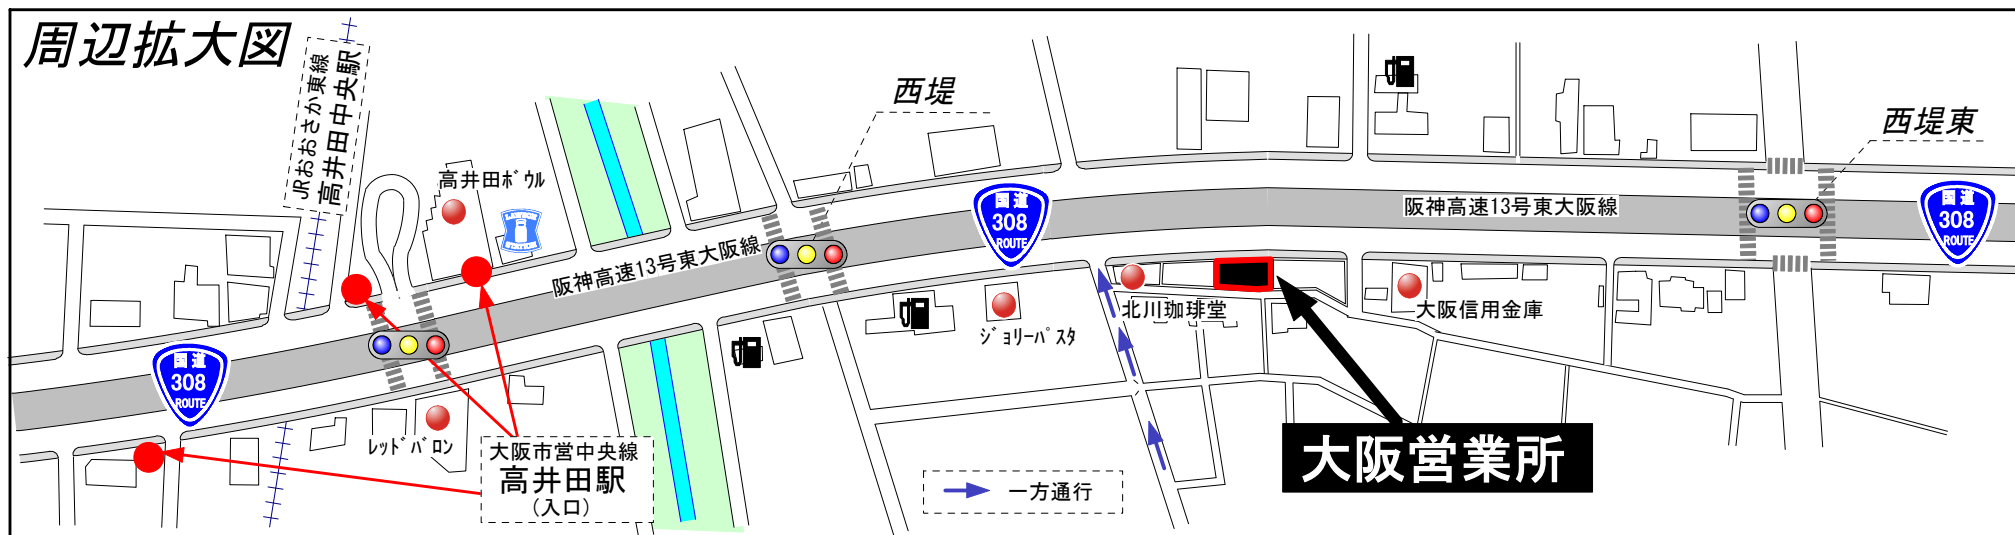 周辺拡大図
JRおおさか東線
高井田中央駅
高井田ﾎﾞｳﾙ
LAWSON
STATION
西堤
西堤東
国道
308
ROUTE
阪神高速13号東大阪線
国道
308
ROUTE
阪神高速13号東大阪線
北川珈琲堂
ｼﾞｮﾘｰﾊﾟｽﾀ
大阪信用金庫
国道
308
ROUTE
ﾚｯﾄﾞﾊﾞﾛﾝ
大阪市営中央線
高井田駅
(入口)
一方通行
大阪営業所